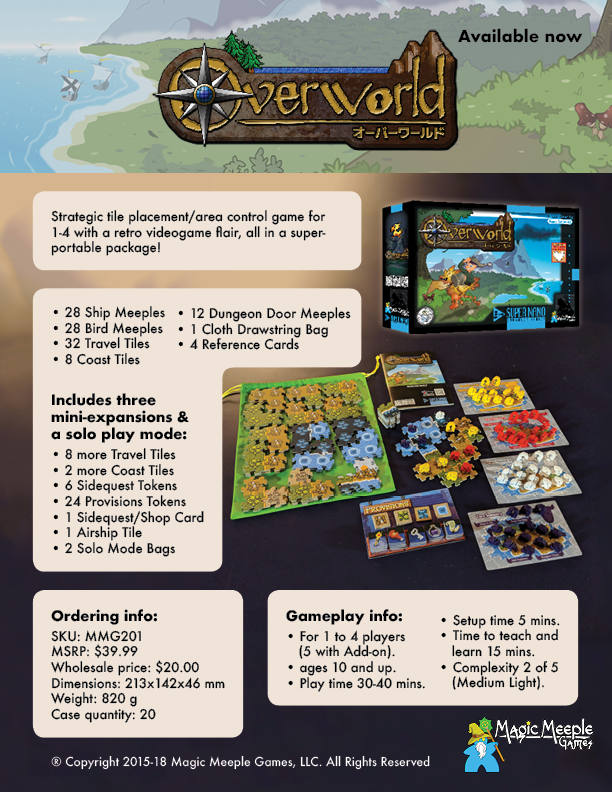 Available now
Overworld
オーバーワールド
Strategic tile placement/area control game for
1-4 with a retro videogame flair, all in a super-
portable package!
Overworld
SUPER NANO
• 28 Ship Meeples
• 28 Bird Meeples
• 32 Travel Tiles
• 8 Coast Tiles
• 12 Dungeon Door Meeples
• 1 Cloth Drawstring Bag
• 4 Reference Cards
Includes three
mini-expansions &
a solo play mode:
• 8 more Travel Tiles
• 2 more Coast Tiles
• 6 Sidequest Tokens
• 24 Provisions Tokens
• 1 Sidequest/Shop Card
• 1 Airship Tile
• 2 Solo Mode Bags
Overworld
PROVISIONS
Ordering info:
SKU: MMG201
MSRP: $39.99
Wholesale price: $20.00
Dimensions: 213x142x46 mm
Weight: 820 g
Case quantity: 20
Gameplay info:
• For 1 to 4 players
(5 with Add-on).
• ages 10 and up.
• Play time 30-40 mins.
• Setup time 5 mins.
• Time to teach and
learn 15 mins.
• Complexity 2 of 5
(Medium Light).
Magic Meeple
Games
® Copyright 2015-18 Magic Meeple Games, LLC. All Rights Reserved